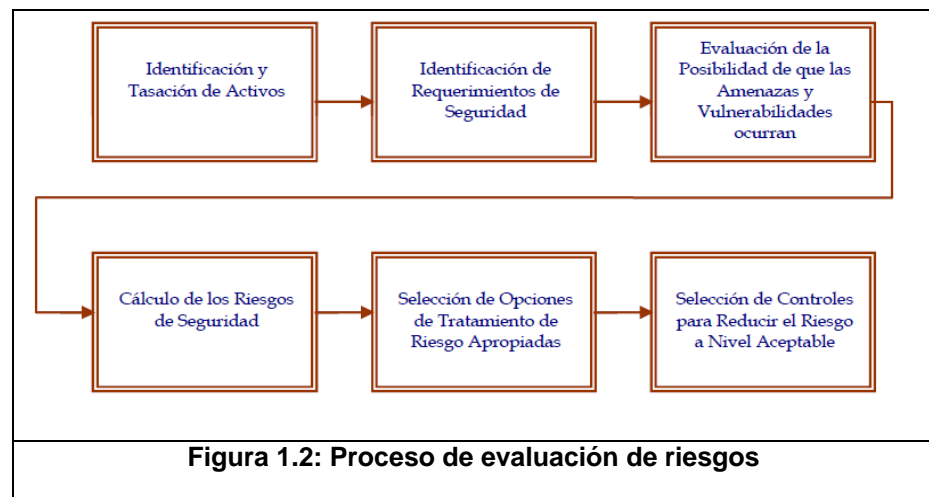 Identificación y
Tasación de Activos
Identificación de
Requerimientos de
Seguridad
Evaluación de la
Posibilidad de que las
Amenazas y
Vulnerabilidades
ocurran
Cálculo de los Riesgos
de Seguridad
Selección de Opciones
de Tratamiento de
Riesgo Apropiadas
Selección de Controles
para Reducir el Riesgo
a Nivel Aceptable
Figura 1.2: Proceso de evaluación de riesgos